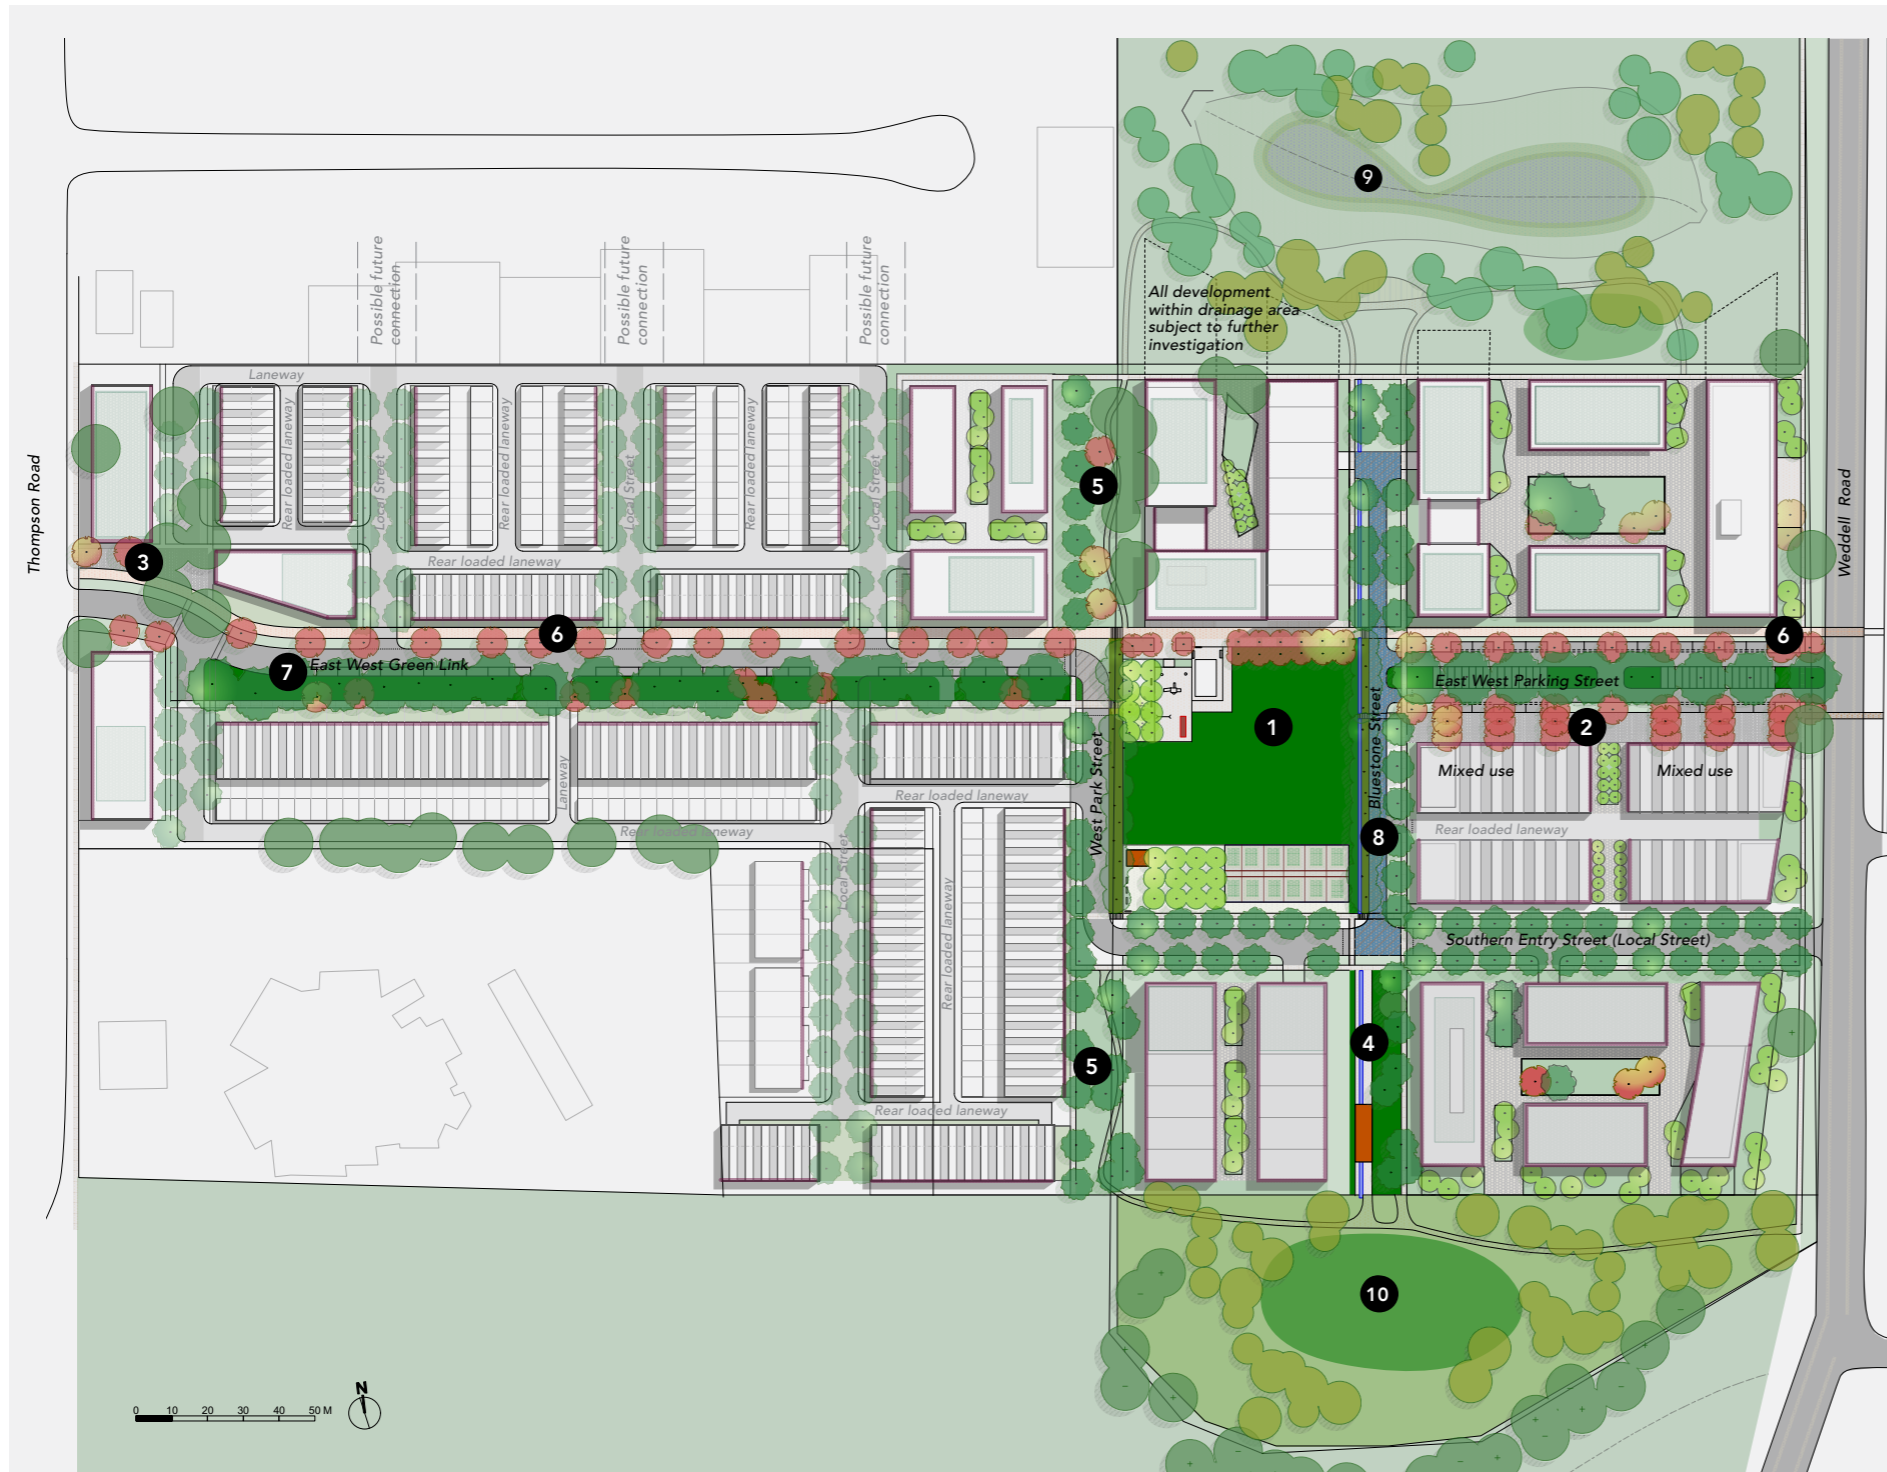 9
Possible future
connection
Possible future
connection
Possible future
connection
All development
within drainage area
subject to further
investigation
Laneway
Rear loaded laneway
Local Street
Rear loaded laneway
Local Street
Rear loaded laneway
Local Street
5
Thompson Road
Weddell Road
3
Rear loaded laneway
6
6
7
East West Green Link
East West Parking Street
1
2
West Park Street
Bluestone Street
Mixed use
Mixed use
Laneway
Rear loaded laneway
Rear loaded laneway
Rear loaded laneway
8
Local Street
Rear loaded laneway
Southern Entry Street (Local Street)
4
5
Rear loaded laneway
10
N
0 10 20 30 40 50 M